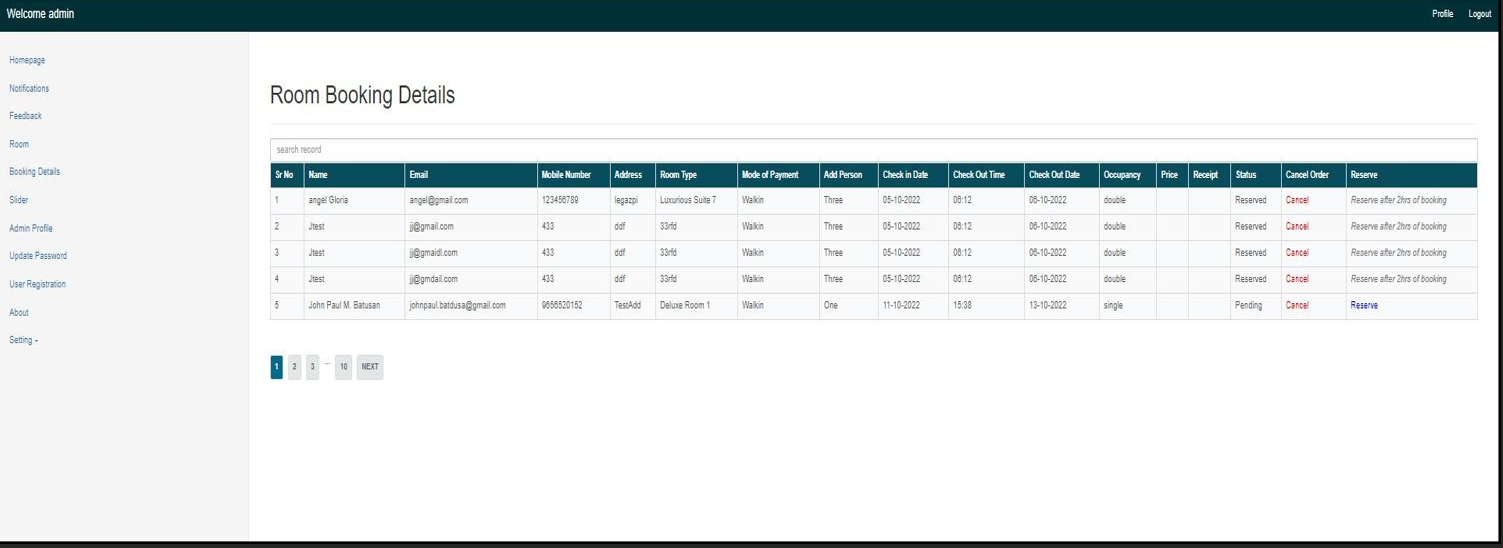 Welcome admin Profile Logout
Homepage
Notifications
Feedback
Room
Booking Details
Slider
Admin Profile
Update Password
User Registration
About
Setting
Room Booking Details
search record
Sr No Name Email Mobile Number Address Room Type Mode of Payment Add Person Check in Date Check Out Time Check Out Date Occupancy Price Receipt Status Cancel Order Reserve
1 angel Gloria angel@gmail.com 123456789 legazpi Luxurious Suite 7 Walkin Three 05-10-2022 06:12 06-10-2022 double Reserved Cancel Reserve after 2hrs of booking
2 Jtest jj@gmail.com 433 ddf 33rfd Walkin Three 05-10-2022 06:12 06-10-2022 double Reserved Cancel Reserve after 2hrs of booking
3 Jtest jj@gmaidl.com 433 ddf 33rfd Walkin Three 05-10-2022 06:12 06-10-2022 double Reserved Cancel Reserve after 2hrs of booking
4 Jtest jj@gmdail.com 433 ddf 33rfd Walkin Three 05-10-2022 06:12 06-10-2022 double Reserved Cancel Reserve after 2hrs of booking
5 John Paul M. Batusan johnpaul.batdusa@gmail.com 9656520152 TestAdd Deluxe Room 1 Walkin One 11-10-2022 15:38 13-10-2022 single Pending Cancel Reserve
1 2 3 ... 10 NEXT